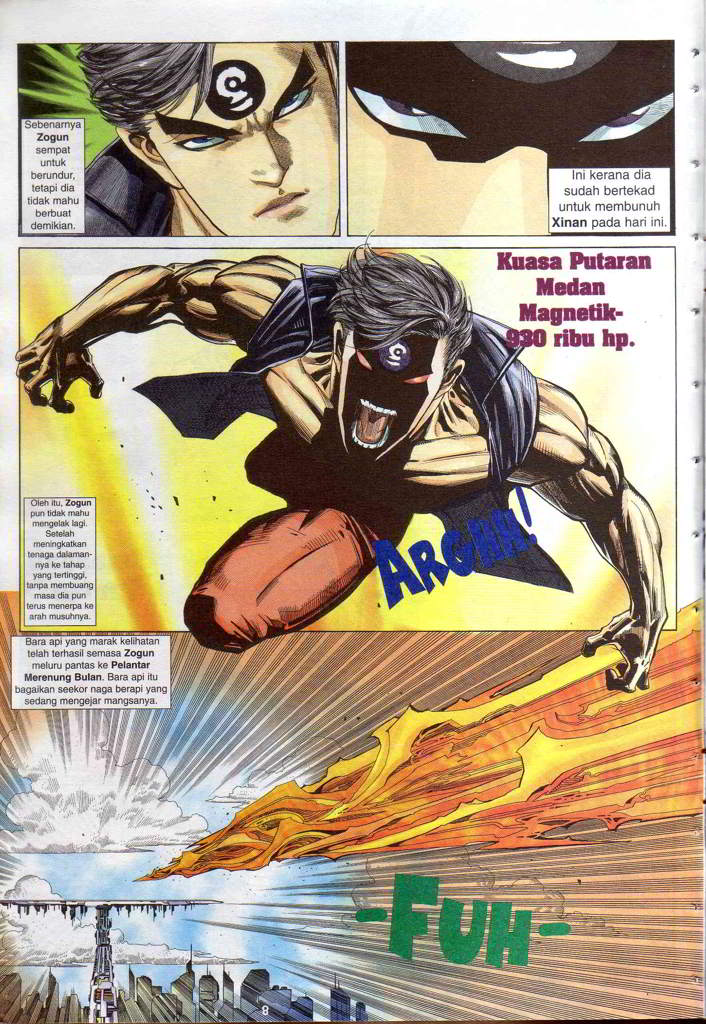 Sebenarnya
Zogun
sempat
untuk
berundur,
tetapi dia
tidak mahu
berbuat
demikian.
Ini kerana dia
sudah bertekad
untuk membunuh
Xinan pada hari ini.
Kuasa Putaran
Medan
Magnetik-
930 ribu hp.
Oleh itu, Zogun
pun tidak mahu
mengelak lagi.
Setelah
meningkatkan
tenaga dalaman-
nya ke tahap
yang tertinggi,
tanpa membuang
masa dia pun
terus menerpa ke
arah musuhnya.
ARGHH!
Bara api yang marak kelihatan
telah terhasil semasa Zogun
meluru pantas ke Pelantar
Merenung Bulan. Bara api itu
bagaikan seekor naga berapi yang
sedang mengejar mangsanya.
-FUH-
8